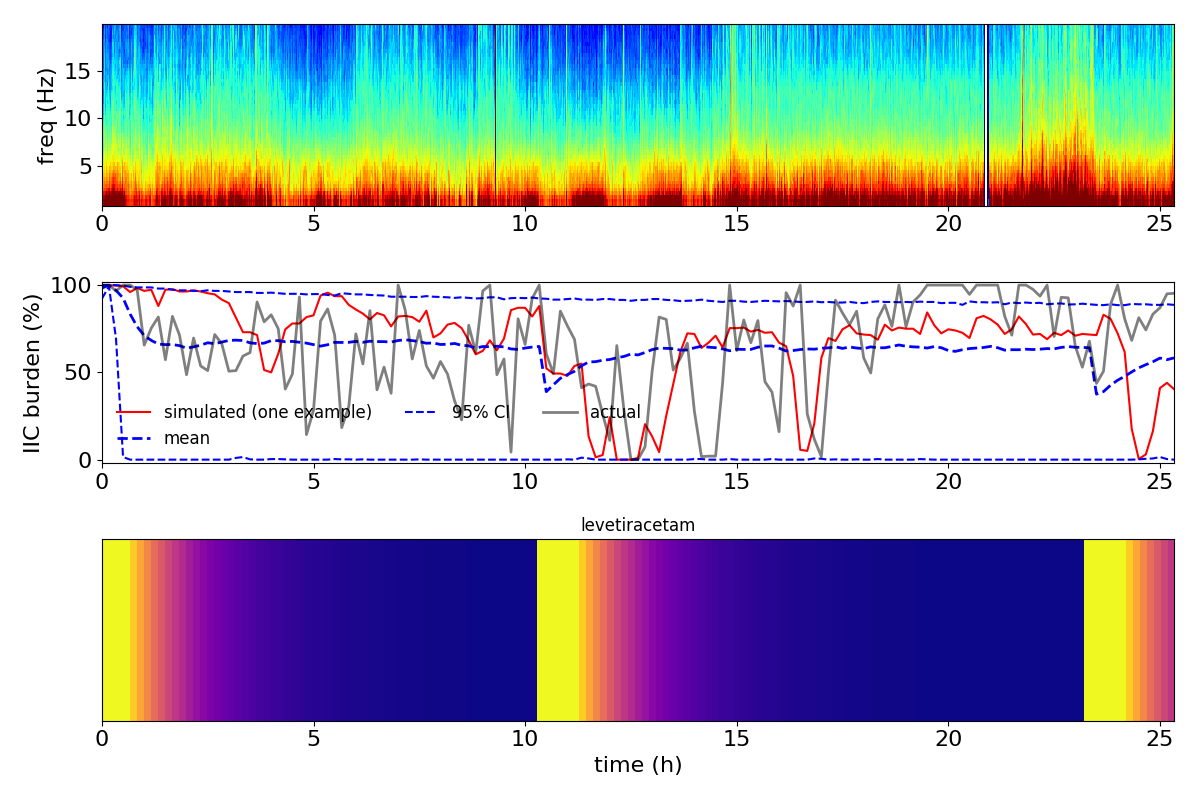 freq (Hz)
15
10
5
0 5 10 15 20 25
IIC burden (%)
100
50
0
simulated (one example) 95% CI actual
mean
0 5 10 15 20 25
levetiracetam
0 5 10 15 20 25
time (h)